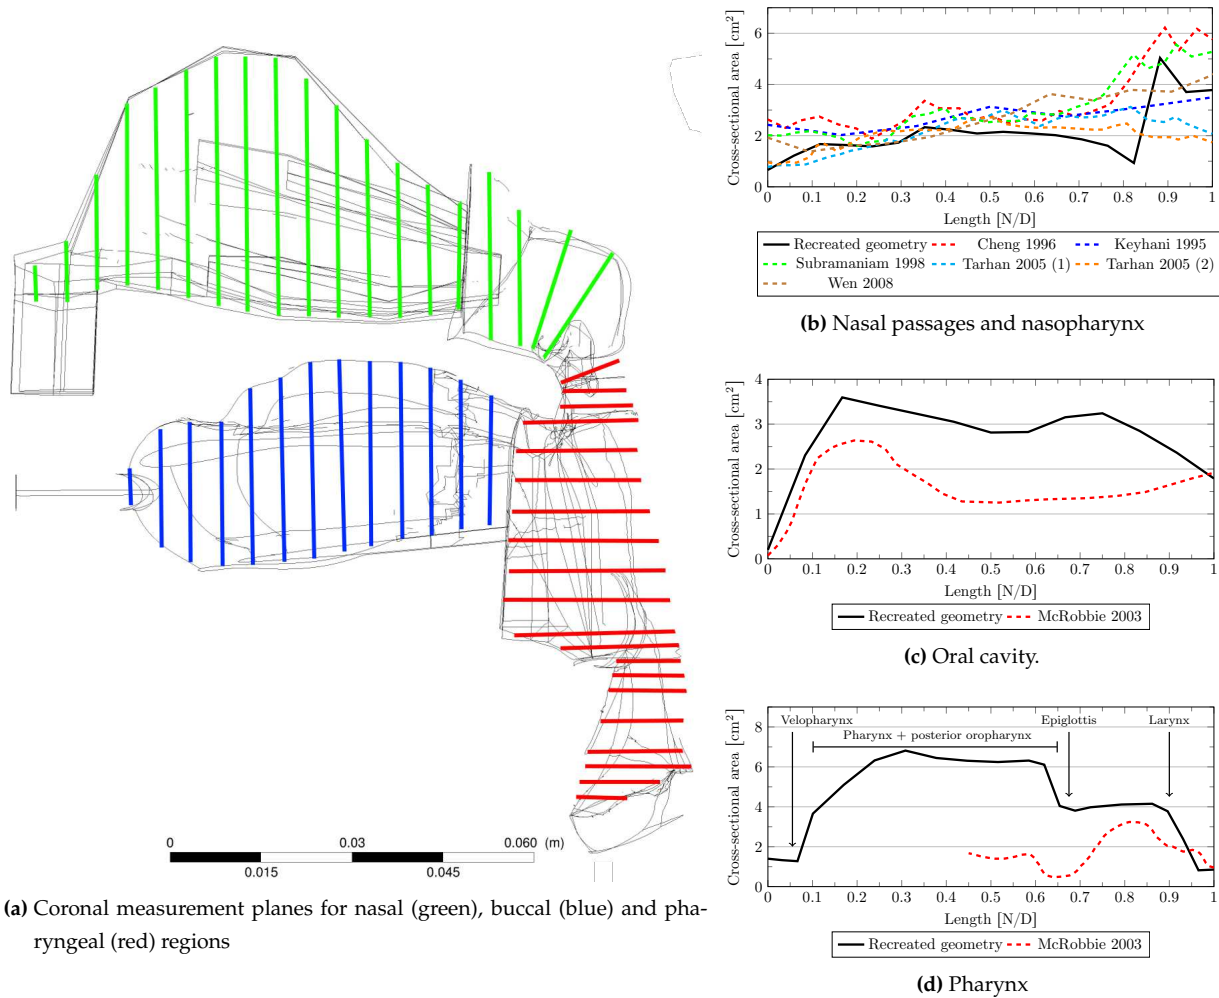 0 0.03 0.060 (m)
0.015 0.045
(a) Coronal measurement planes for nasal (green), buccal (blue) and pha-
ryngeal (red) regions
Cross-sectional area [cm²]
6
4
2
0
0 0.1 0.2 0.3 0.4 0.5 0.6 0.7 0.8 0.9 1
Length [N/D]
Recreated geometry Cheng 1996 Keyhani 1995
Subramaniam 1998 Tarhan 2005 (1) Tarhan 2005 (2)
Wen 2008
(b) Nasal passages and nasopharynx
Cross-sectional area [cm²]
4
3
2
1
0
0 0.1 0.2 0.3 0.4 0.5 0.6 0.7 0.8 0.9 1
Length [N/D]
Recreated geometry McRobbie 2003
(c) Oral cavity.
Cross-sectional area [cm²]
8
6
4
2
0
Velopharynx Epiglottis Larynx
Pharynx + posterior oropharynx
0 0.1 0.2 0.3 0.4 0.5 0.6 0.7 0.8 0.9 1
Length [N/D]
Recreated geometry McRobbie 2003
(d) Pharynx